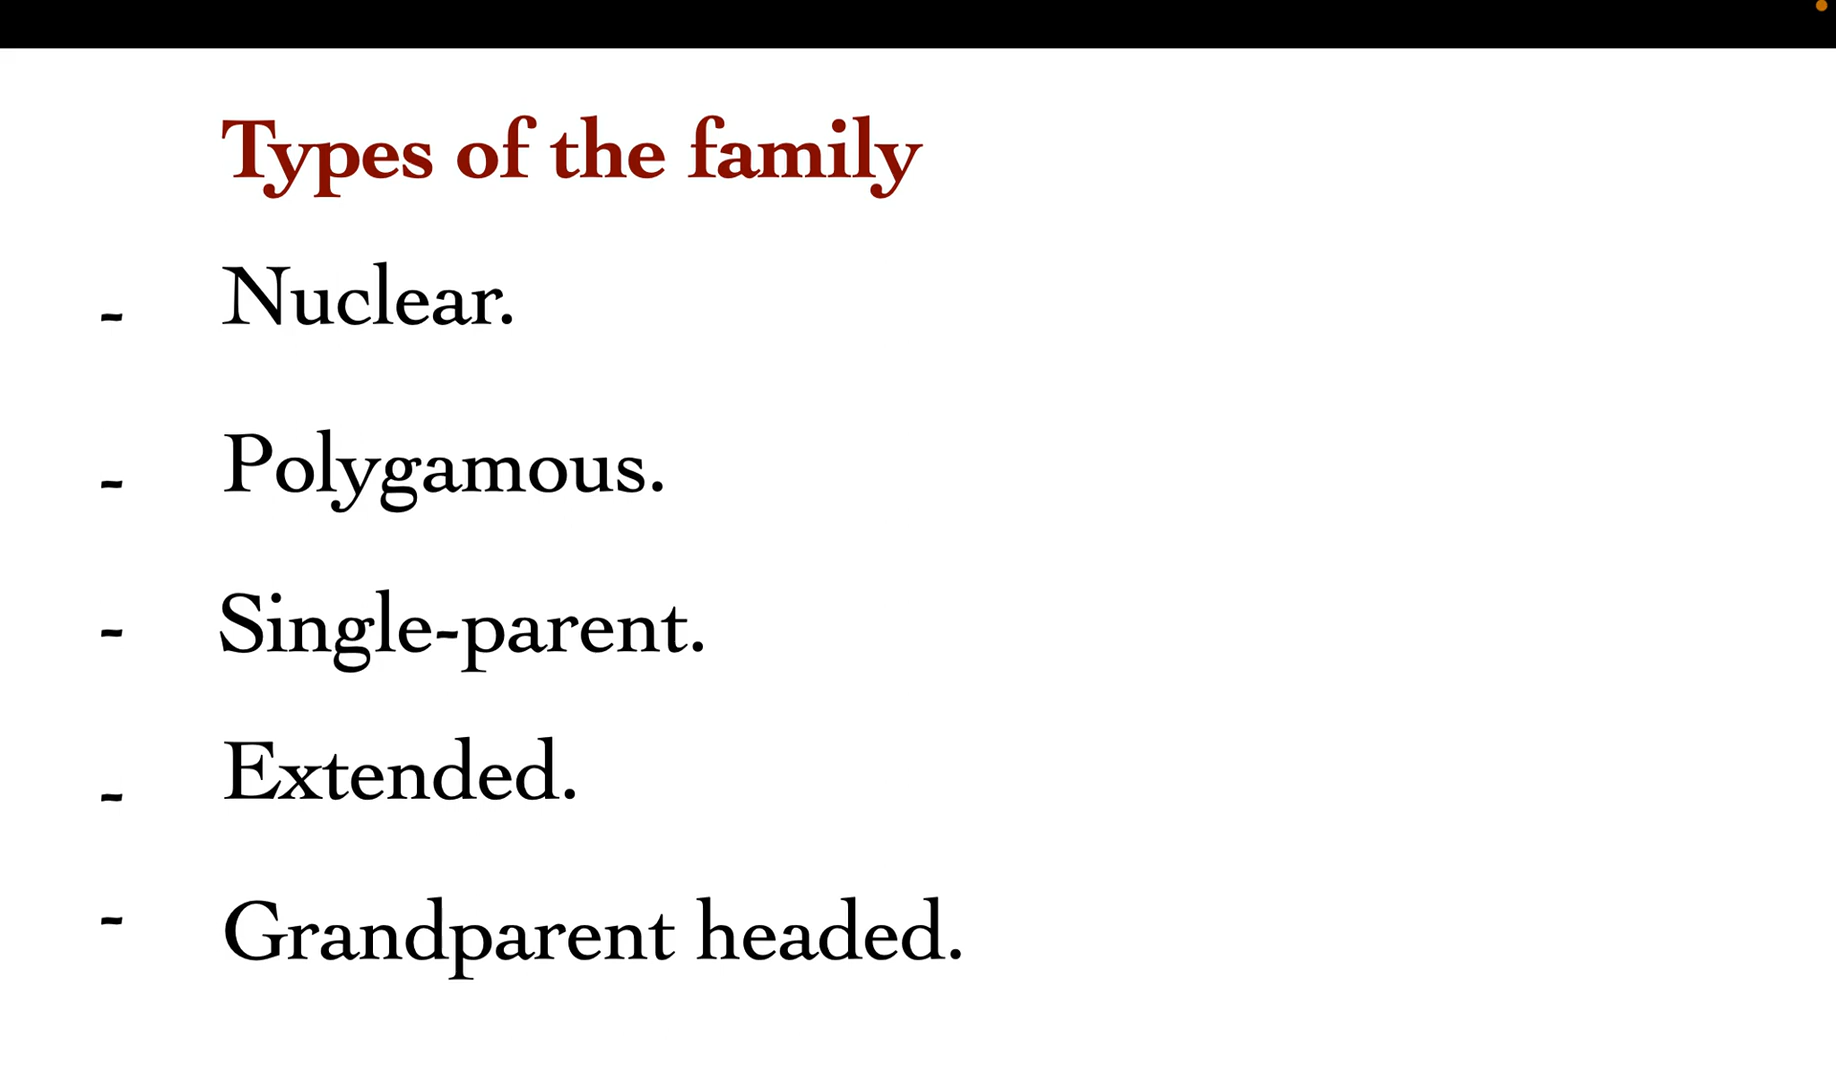 Types of the family
- Nuclear.
- Polygamous.
- Single-parent.
- Extended.
- Grandparent headed.